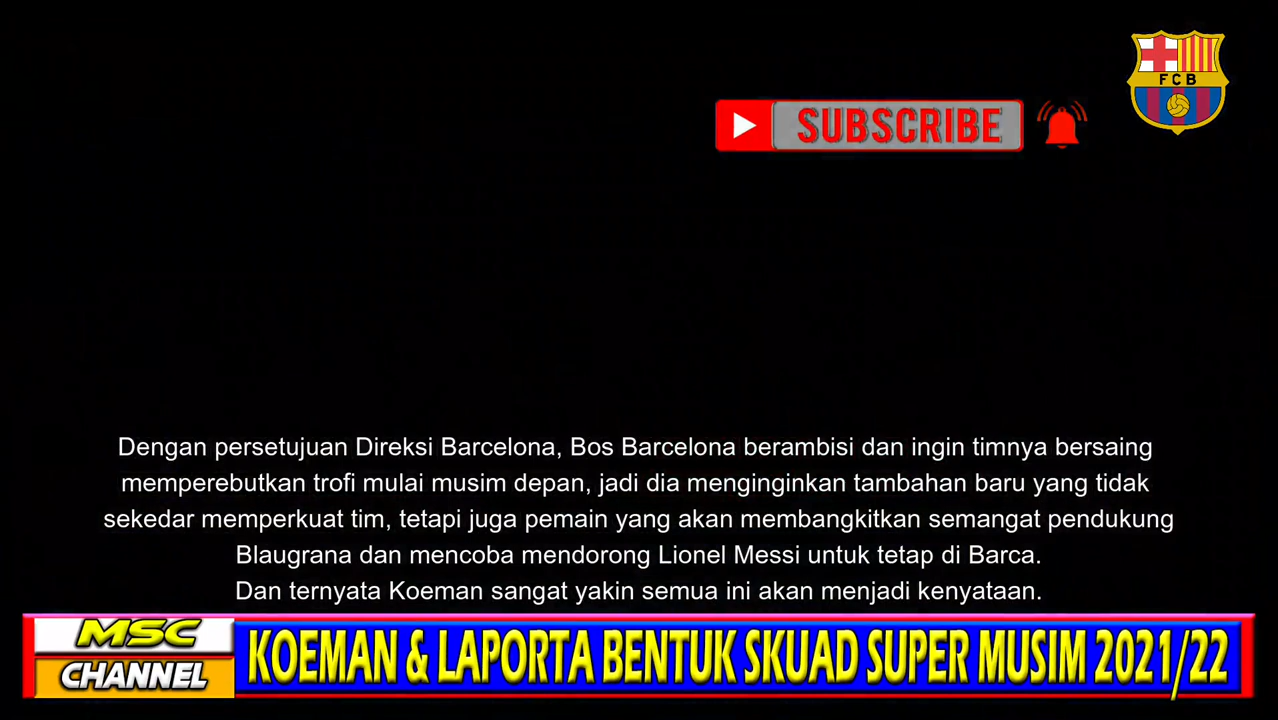 FCB
SUBSCRIBE
Dengan persetujuan Direksi Barcelona, Bos Barcelona berambisi dan ingin timnya bersaing
memperebutkan trofi mulai musim depan, jadi dia menginginkan tambahan baru yang tidak
sekedar memperkuat tim, tetapi juga pemain yang akan membangkitkan semangat pendukung
Blaugrana dan mencoba mendorong Lionel Messi untuk tetap di Barca.
Dan ternyata Koeman sangat yakin semua ini akan menjadi kenyataan.
MSC
CHANNEL
KOEMAN & LAPORTA BENTUK SKUAD SUPER MUSIM 2021/22